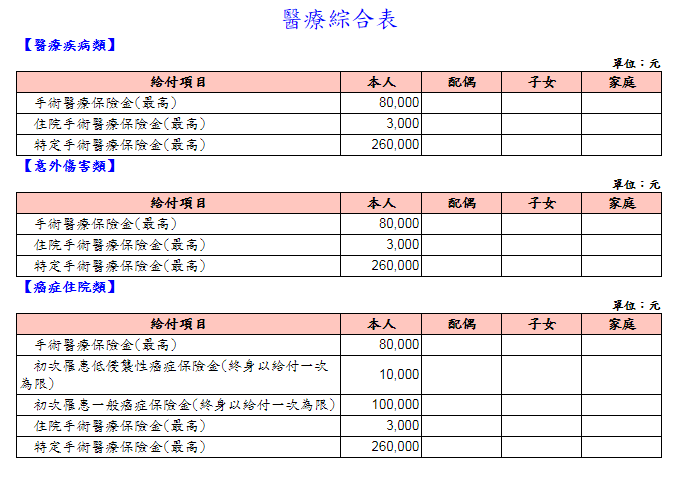 醫療綜合表
【醫療疾病類】
單位：元
給付項目 本人 配偶 子女 家庭
手術醫療保險金(最高) 80,000
住院手術醫療保險金(最高) 3,000
特定手術醫療保險金(最高) 260,000
【意外傷害類】
單位：元
給付項目 本人 配偶 子女 家庭
手術醫療保險金(最高) 80,000
住院手術醫療保險金(最高) 3,000
特定手術醫療保險金(最高) 260,000
【癌症住院類】
單位：元
給付項目 本人 配偶 子女 家庭
手術醫療保險金(最高) 80,000
初次罹患低侵襲性癌症保險金(終身以給付一次
為限) 10,000
初次罹患一般癌症保險金(終身以給付一次為限) 100,000
住院手術醫療保險金(最高) 3,000
特定手術醫療保險金(最高) 260,000